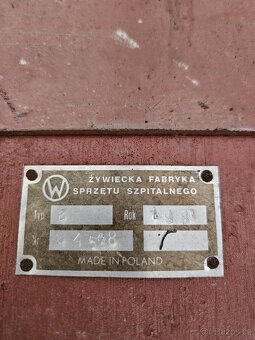 W ŻYWIECKA FABRYKA
SPRZĘTU SZPITALNEGO
Typ Rok
Nr
MADE IN POLAND